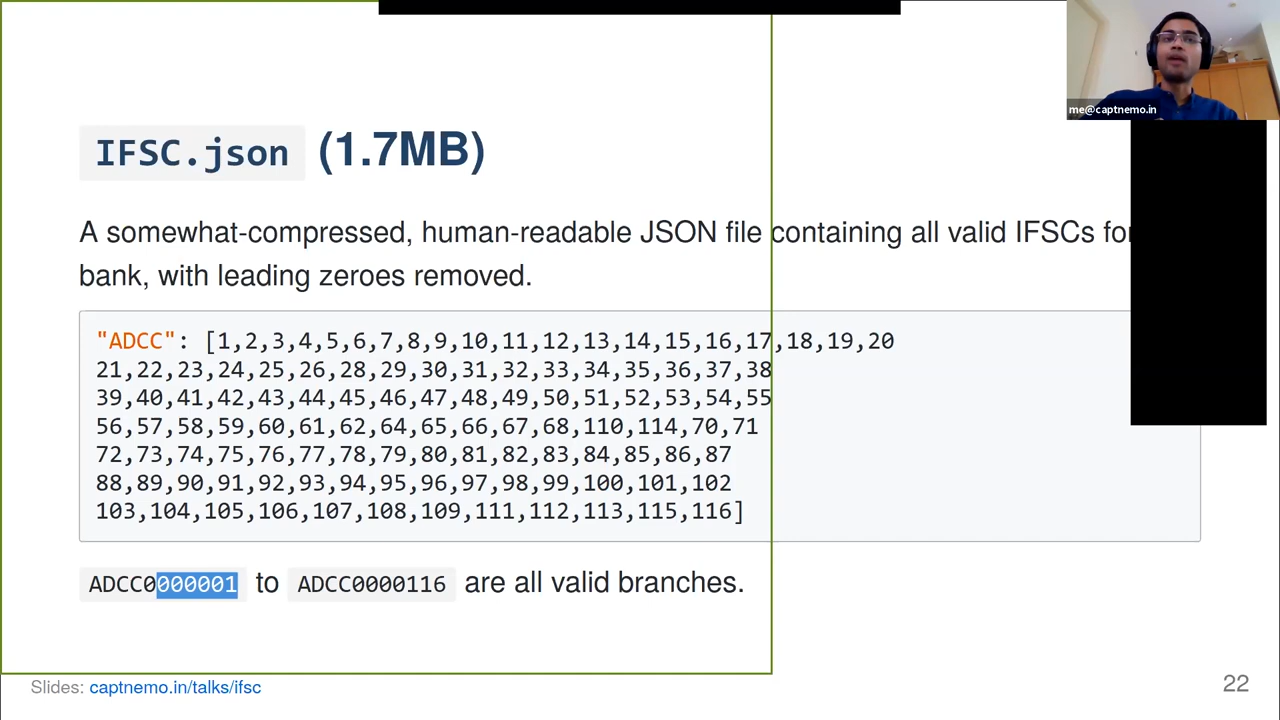 me@captnemo.in
IFSC.json (1.7MB)
A somewhat-compressed, human-readable JSON file containing all valid IFSCs for
bank, with leading zeroes removed.
"ADCC": [1,2,3,4,5,6,7,8,9,10,11,12,13,14,15,16,17,18,19,20
21,22,23,24,25,26,28,29,30,31,32,33,34,35,36,37,38
39,40,41,42,43,44,45,46,47,48,49,50,51,52,53,54,55
56,57,58,59,60,61,62,64,65,66,67,68,110,114,70,71
72,73,74,75,76,77,78,79,80,81,82,83,84,85,86,87
88,89,90,91,92,93,94,95,96,97,98,99,100,101,102
103,104,105,106,107,108,109,111,112,113,115,116]
ADCC0000001 to ADCC0000116 are all valid branches.
Slides: captnemo.in/talks/ifsc
22